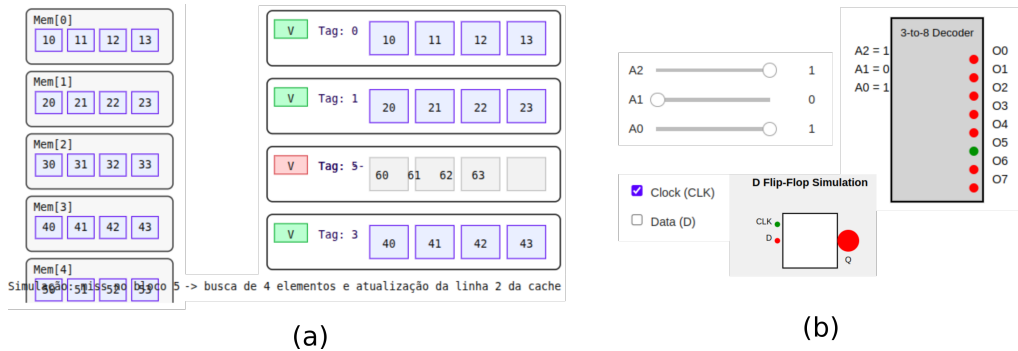 Mem[0]
10 11 12 13
Mem[1]
20 21 22 23
Mem[2]
30 31 32 33
Mem[3]
40 41 42 43
Mem[4]
50 51 52 53
V Tag: 0 10 11 12 13
V Tag: 1 20 21 22 23
V Tag: 5- 60 61 62 63
V Tag: 3 40 41 42 43
Simulação: miss no bloco 5 -> busca de 4 elementos e atualização da linha 2 da cache
(a)
A2 1
A1 0
A0 1
3-to-8 Decoder
A2 = 1
A1 = 0
A0 = 1
O0
O1
O2
O3
O4
O5
O6
O7
Clock (CLK)
Data (D)
D Flip-Flop Simulation
CLK
D
Q
(b)